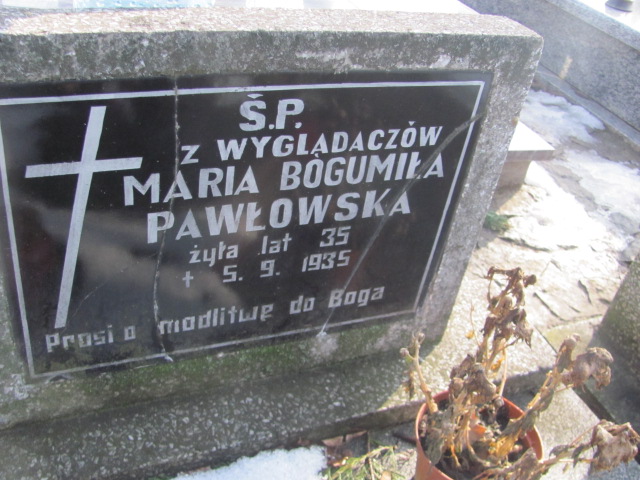 Ś.P.
Z WYGLĄDACZÓW
MARIA BOGUMIŁA
PAWŁOWSKA
żyła lat 35
† 5. 9. 1935
Prosi o modlitwę do Boga